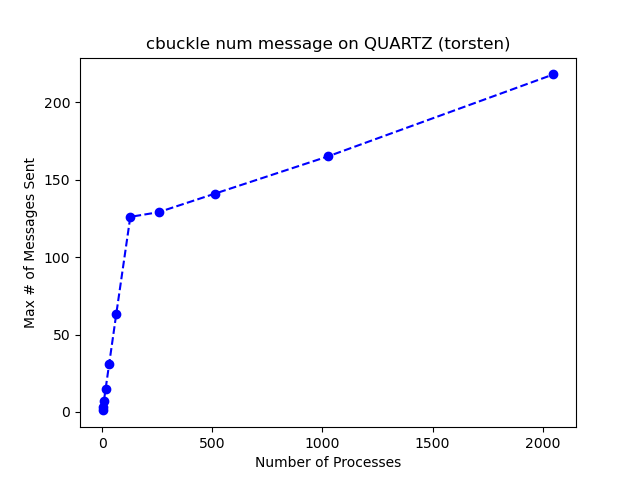 cbuckle num message on QUARTZ (torsten)
Max # of Messages Sent
200
150
100
50
0
0 500 1000 1500 2000
Number of Processes